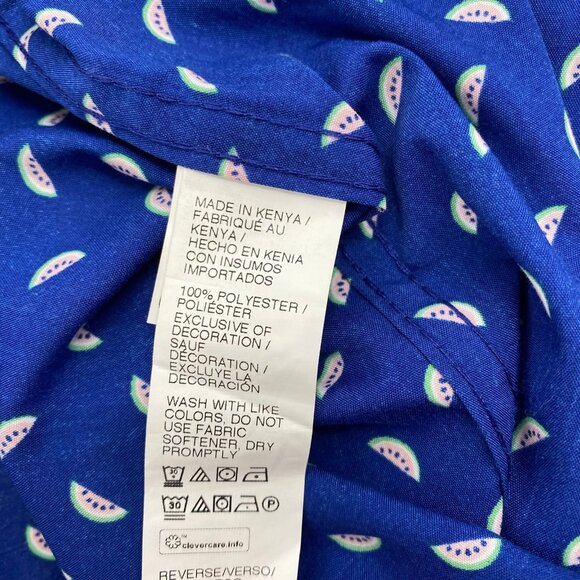 MADE IN KENYA /
FABRIQUÉ AU
KENYA /
HECHO EN KENIA
CON INSUMOS
IMPORTADOS
100% POLYESTER /
POLIÉSTER
EXCLUSIVE OF
DECORATION /
SAUF
DÉCORATION /
EXCLUYE LA
DECORACIÓN
WASH WITH LIKE
COLORS, DO NOT
USE FABRIC
SOFTENER, DRY
PROMPTLY
30
30 P
clevercare.info
REVERSE/VERSO/